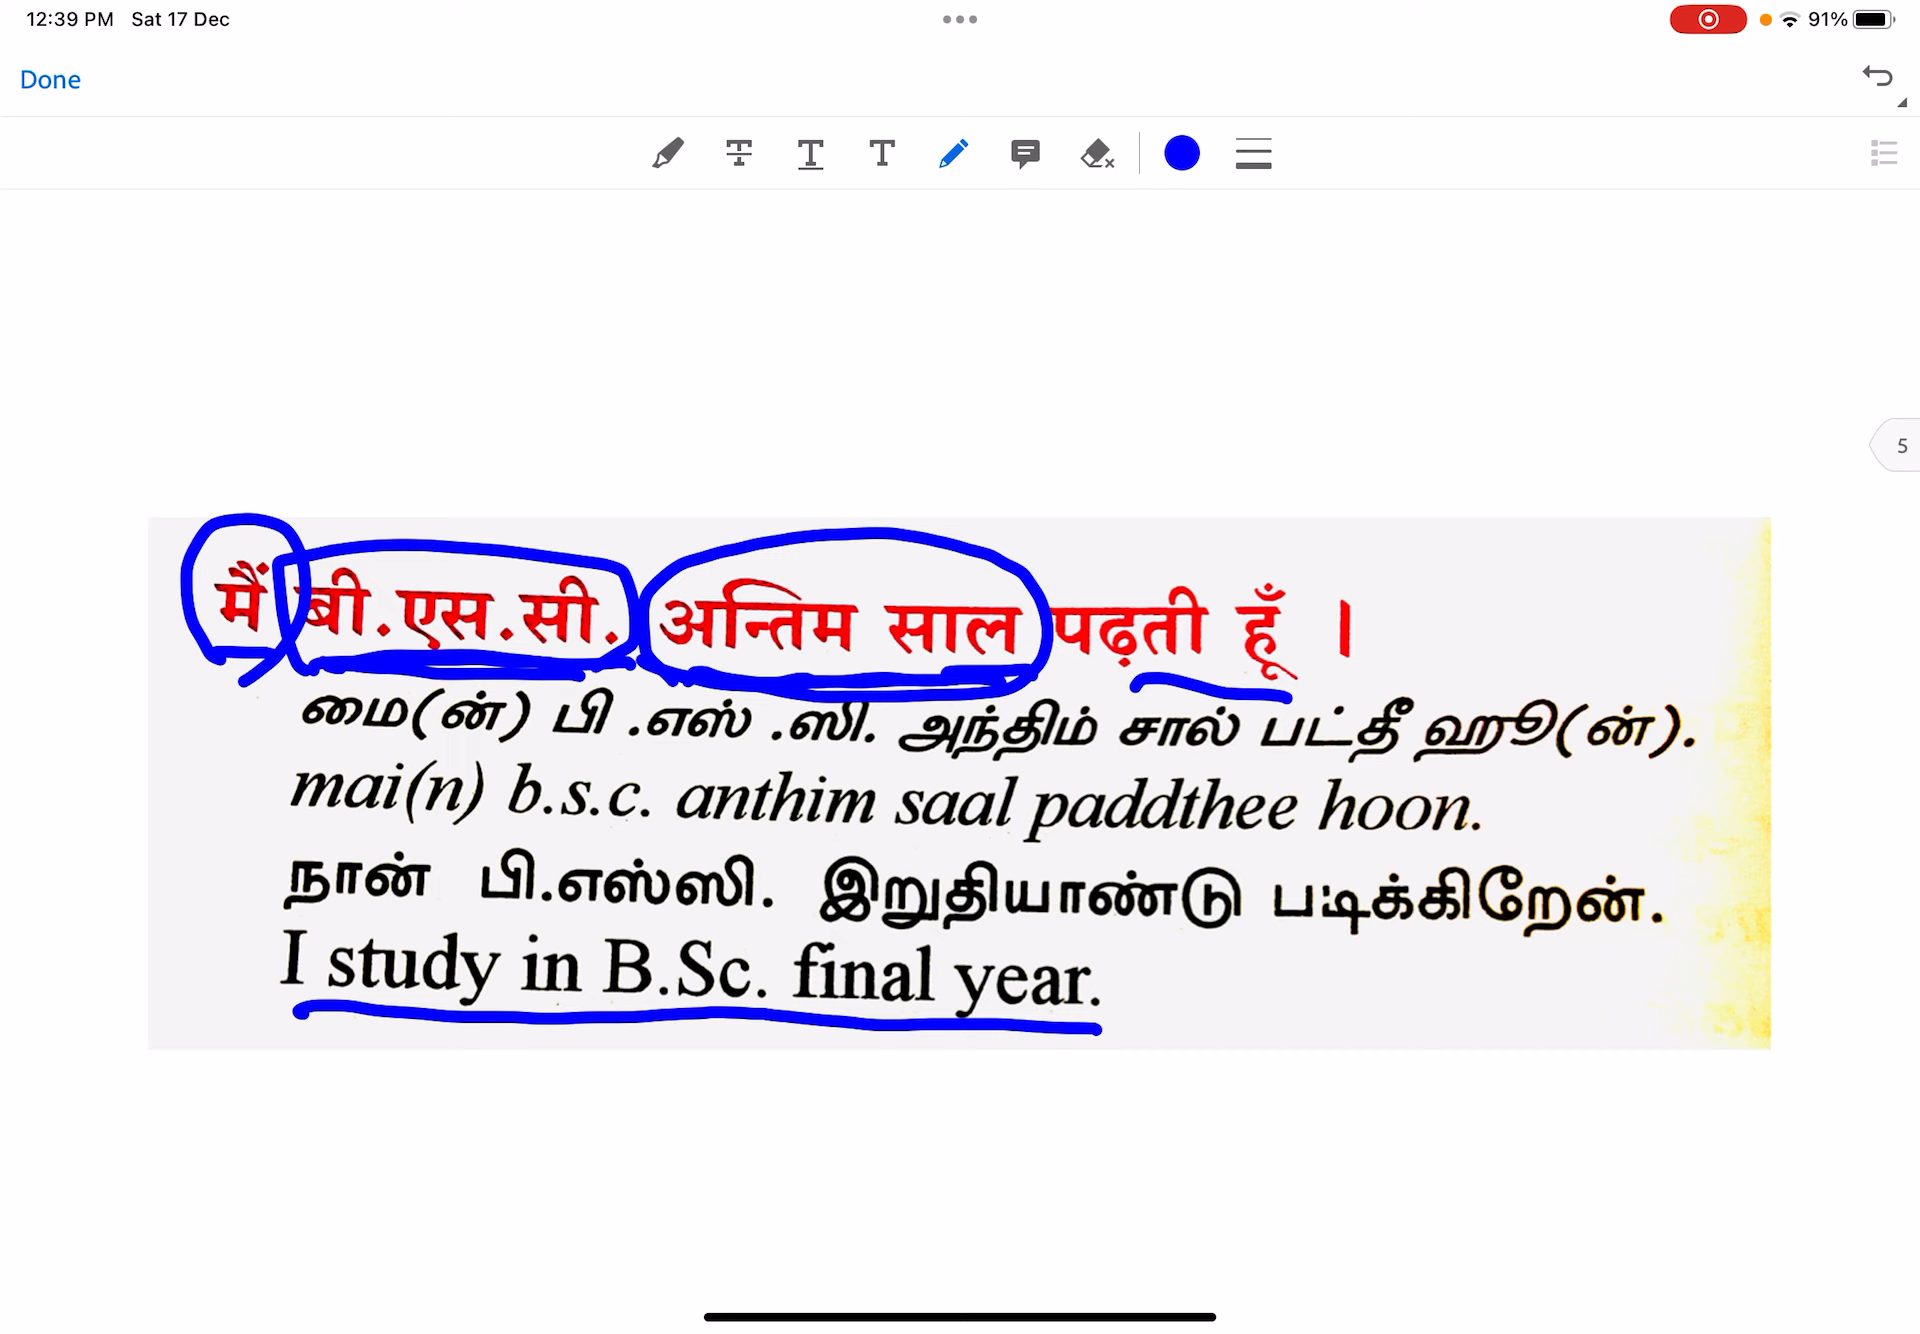 12:39 PM Sat 17 Dec 91%
Done
5
मैं बी.एस.सी. अन्तिम साल पढ़ती हूँ ।
மை(ன்) பி .எஸ் .ஸி. அந்திம் சால் பட்தீ ஹூ(ன்).
mai(n) b.s.c. anthim saal paddthee hoon.
நான் பி.எஸ்ஸி. இறுதியாண்டு படிக்கிறேன்.
I study in B.Sc. final year.